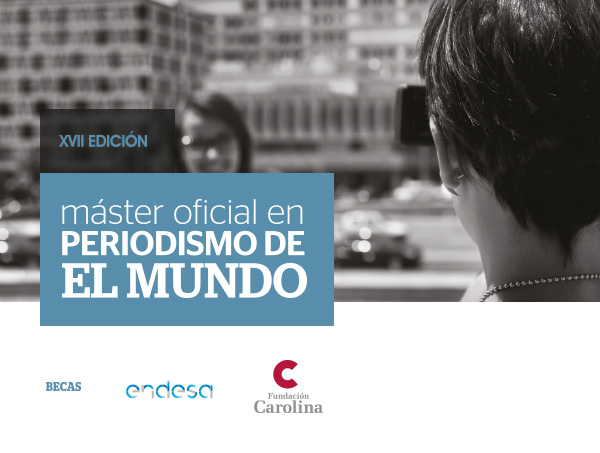 XVII EDICIÓN
máster oficial en
PERIODISMO DE
EL MUNDO
BECAS
endesa
Fundación
Carolina